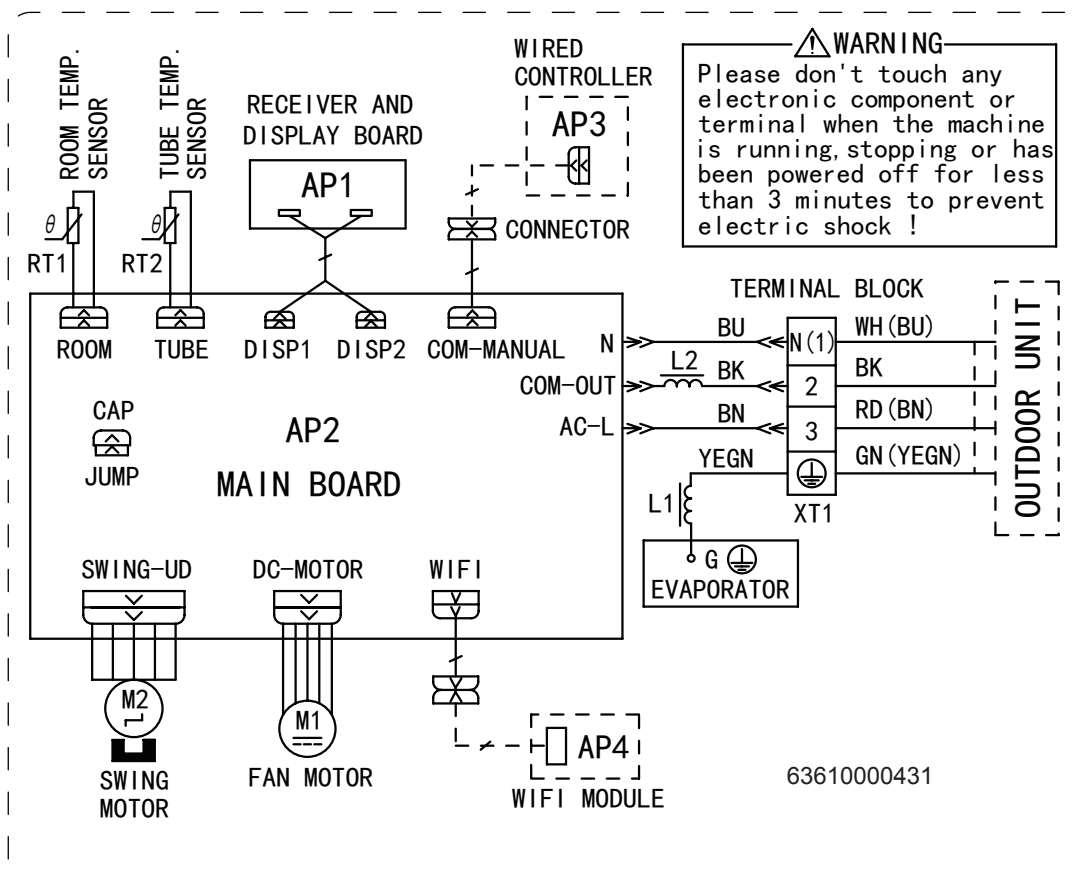 ROOM TEMP.
SENSOR
TUBE TEMP.
SENSOR
RECEIVER AND
DISPLAY BOARD
AP1
WIRED
CONTROLLER
AP3
CONNECTOR
WARNING
Please don't touch any
electronic component or
terminal when the machine
is running, stopping or has
been powered off for less
than 3 minutes to prevent
electric shock !
θ
RT1
θ
RT2
ROOM
TUBE
DISP1
DISP2
COM-MANUAL
N
COM-OUT
AC-L
CAP
JUMP
AP2
MAIN BOARD
TERMINAL BLOCK
BU
N(1)
WH(BU)
L2
BK
2
BK
BN
3
RD(BN)
YEGN
GN(YEGN)
XT1
OUTDOOR UNIT
L1
G
EVAPORATOR
SWING-UD
DC-MOTOR
WIFI
M2
SWING
MOTOR
M1
FAN MOTOR
AP4
WIFI MODULE
63610000431